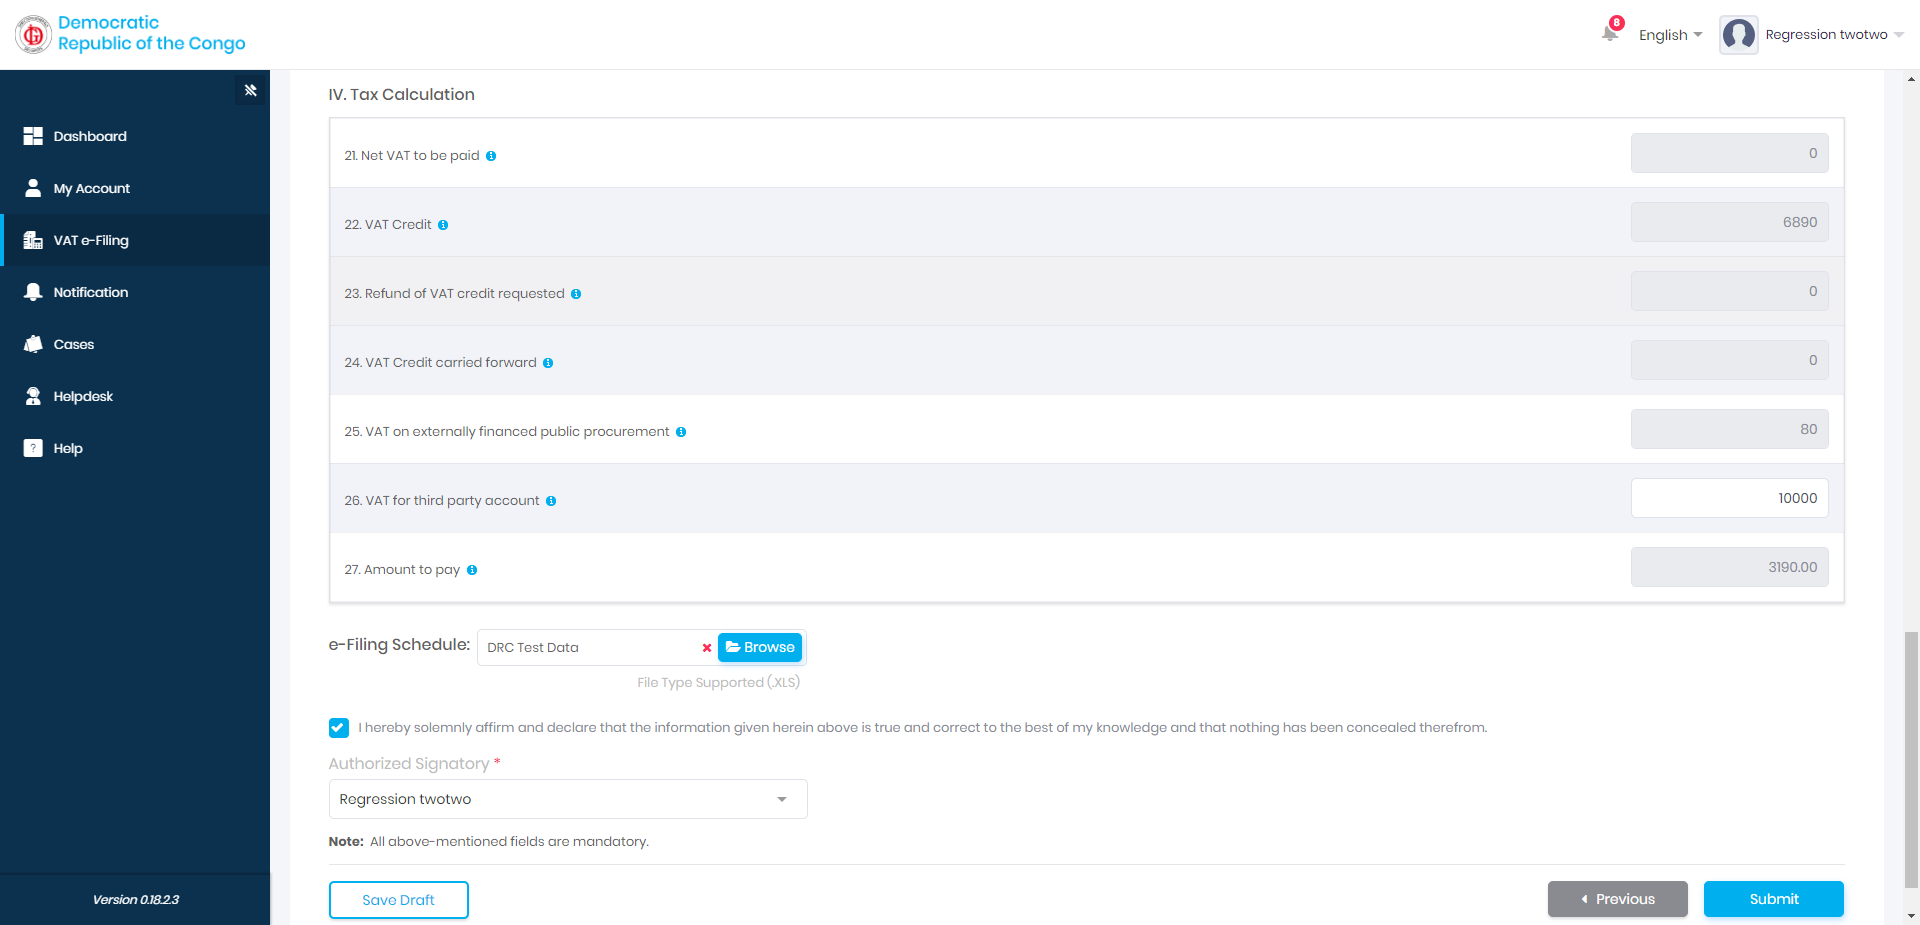 Democratic
Republic of the Congo
8
English
Regression twotwo
Dashboard
My Account
VAT e-Filing
Notification
Cases
Helpdesk
? Help
Version 0.18.2.3
IV. Tax Calculation
21. Net VAT to be paid 0
22. VAT Credit 6890
23. Refund of VAT credit requested 0
24. VAT Credit carried forward 0
25. VAT on externally financed public procurement 80
26. VAT for third party account 10000
27. Amount to pay 3190.00
e-Filing Schedule: DRC Test Data Browse
File Type Supported (.XLS)
I hereby solemnly affirm and declare that the information given herein above is true and correct to the best of my knowledge and that nothing has been concealed therefrom.
Authorized Signatory *
Regression twotwo
Note: All above-mentioned fields are mandatory.
Save Draft Previous Submit